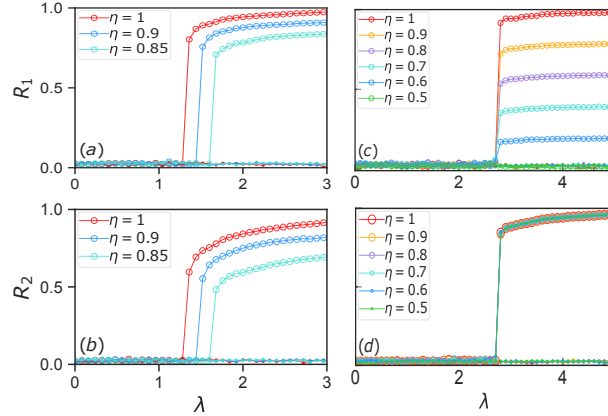 1.0
0.5
0.0
R1
η = 1
η = 0.9
η = 0.85
(a)
0
1
2
3
η = 1
η = 0.9
η = 0.8
η = 0.7
η = 0.6
η = 0.5
(c)
0
2
4
1.0
0.5
0.0
R2
η = 1
η = 0.9
η = 0.85
(b)
0
1
2
3
λ
η = 1
η = 0.9
η = 0.8
η = 0.7
η = 0.6
η = 0.5
(d)
0
2
4
λ